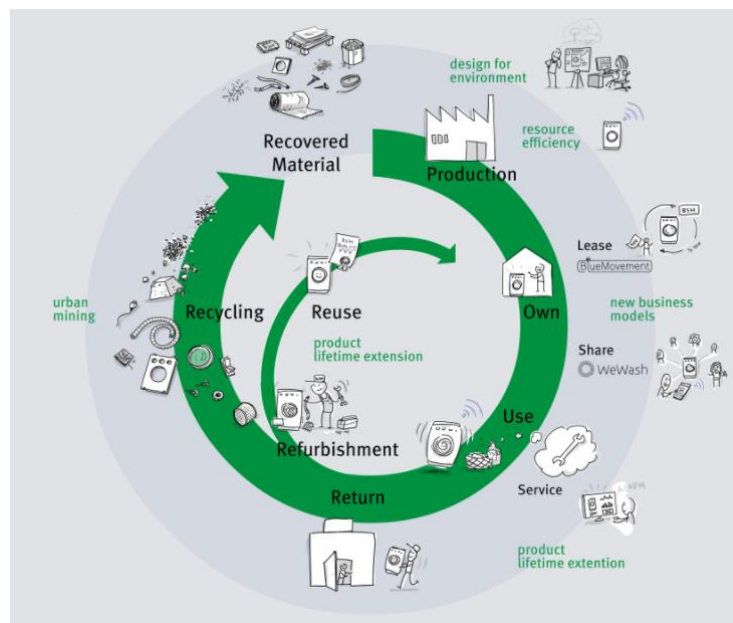 design for
environment
resource
efficiency
Recovered
Material
Production
Lease
BSH
BlueMovement
Own
new business
models
Share
WeWash
urban
mining
Recycling
Reuse
product
lifetime extension
Refurbishment
Use
Service
Return
product
lifetime extention